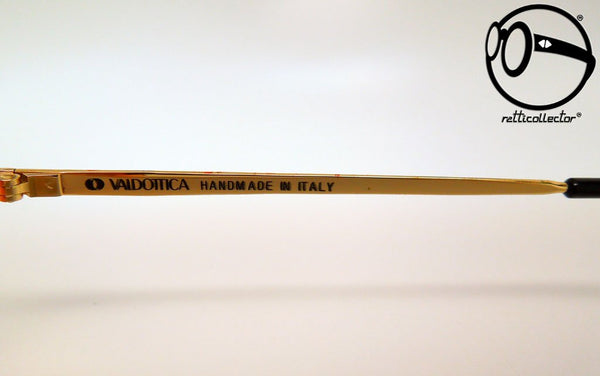 retticollector®
VALDOTTICA HANDMADE IN ITALY